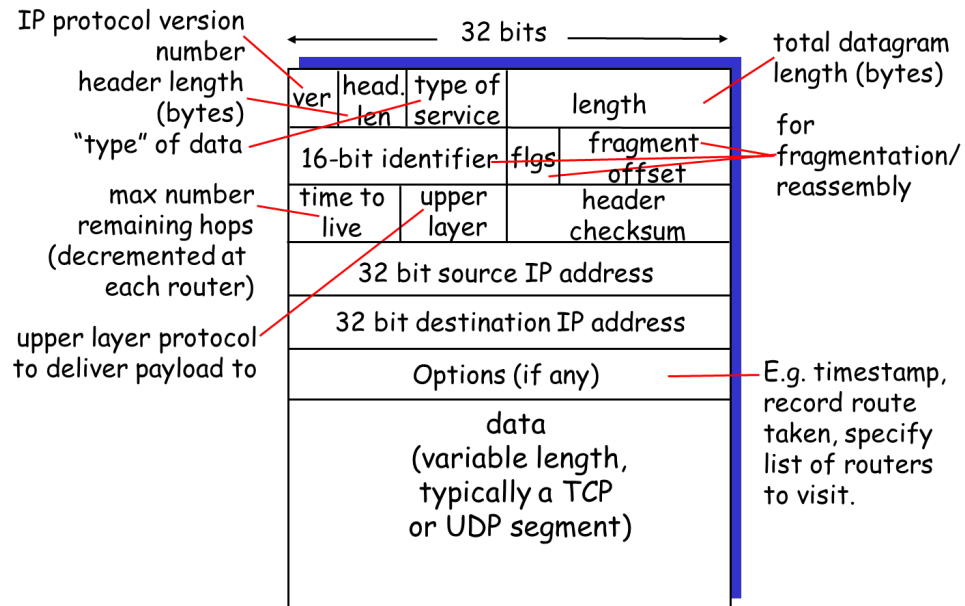 IP protocol version
number
header length
(bytes)
“type” of data
max number
remaining hops
(decremented at
each router)
upper layer protocol
to deliver payload to
32 bits
ver
head.
len
type of
service
length
16-bit identifier
flgs
fragment
offset
time to
live
upper
layer
header
checksum
32 bit source IP address
32 bit destination IP address
Options (if any)
data
(variable length,
typically a TCP
or UDP segment)
total datagram
length (bytes)
for
fragmentation/
reassembly
E.g. timestamp,
record route
taken, specify
list of routers
to visit.